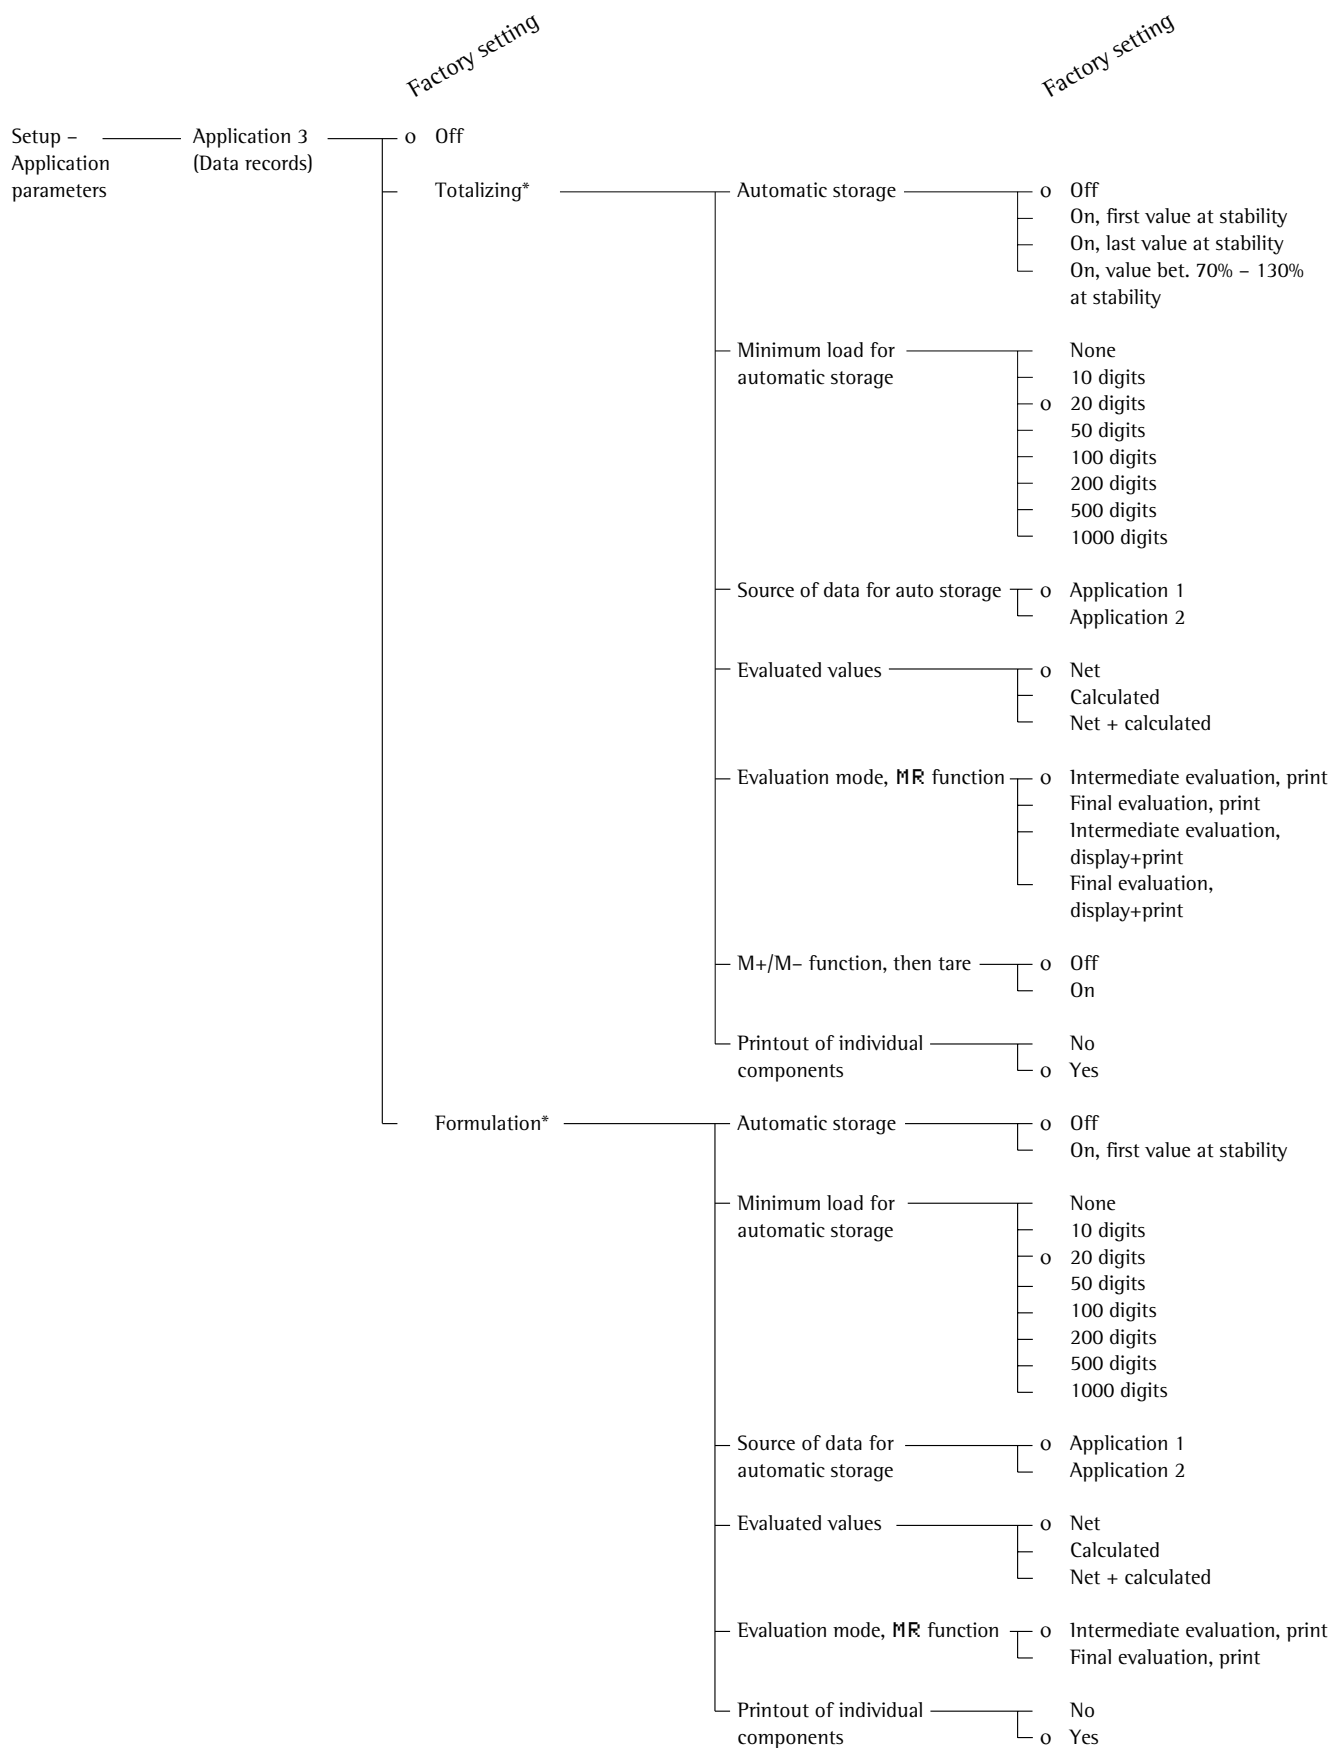 Factory setting
Factory setting
Setup – Application 3 o Off
Application (Data records)
parameters
Totalizing* Automatic storage o Off
On, first value at stability
On, last value at stability
On, value bet. 70% – 130%
at stability
Minimum load for None
automatic storage 10 digits
o 20 digits
50 digits
100 digits
200 digits
500 digits
1000 digits
Source of data for auto storage o Application 1
Application 2
Evaluated values o Net
Calculated
Net + calculated
Evaluation mode, MR function o Intermediate evaluation, print
Final evaluation, print
Intermediate evaluation,
display+print
Final evaluation,
display+print
M+/M– function, then tare o Off
On
Printout of individual No
components o Yes
Formulation* Automatic storage o Off
On, first value at stability
Minimum load for None
automatic storage 10 digits
o 20 digits
50 digits
100 digits
200 digits
500 digits
1000 digits
Source of data for o Application 1
automatic storage Application 2
Evaluated values o Net
Calculated
Net + calculated
Evaluation mode, MR function o Intermediate evaluation, print
Final evaluation, print
Printout of individual No
components o Yes